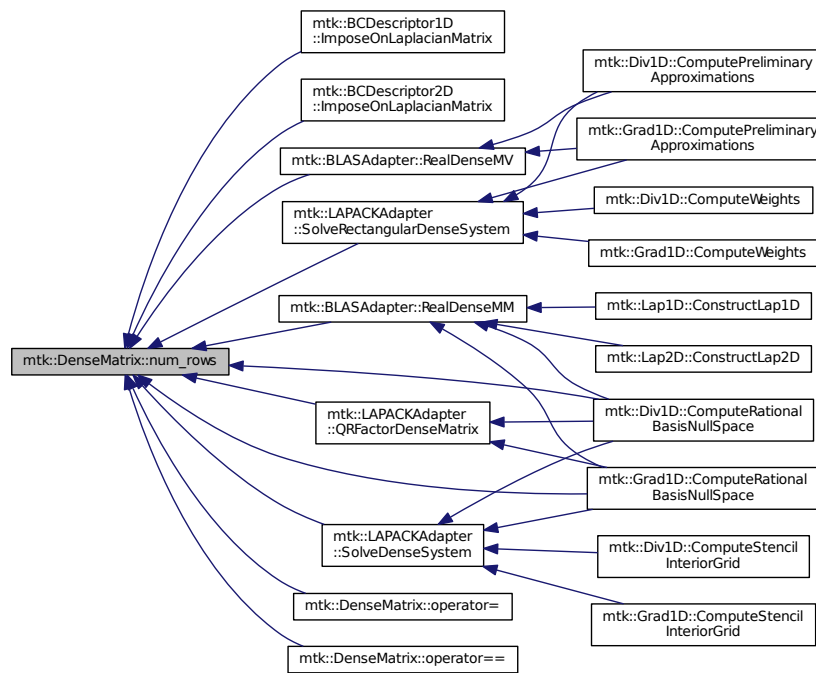 mtk::DenseMatrix::num_rows
mtk::BCDescriptor1D
::ImposeOnLaplacianMatrix
mtk::BCDescriptor2D
::ImposeOnLaplacianMatrix
mtk::BLASAdapter::RealDenseMV
mtk::LAPACKAdapter
::SolveRectangularDenseSystem
mtk::BLASAdapter::RealDenseMM
mtk::LAPACKAdapter
::QRFactorDenseMatrix
mtk::LAPACKAdapter
::SolveDenseSystem
mtk::DenseMatrix::operator=
mtk::DenseMatrix::operator==
mtk::Div1D::ComputePreliminary
Approximations
mtk::Grad1D::ComputePreliminary
Approximations
mtk::Div1D::ComputeWeights
mtk::Grad1D::ComputeWeights
mtk::Lap1D::ConstructLap1D
mtk::Lap2D::ConstructLap2D
mtk::Div1D::ComputeRational
BasisNullSpace
mtk::Grad1D::ComputeRational
BasisNullSpace
mtk::Div1D::ComputeStencil
InteriorGrid
mtk::Grad1D::ComputeStencil
InteriorGrid